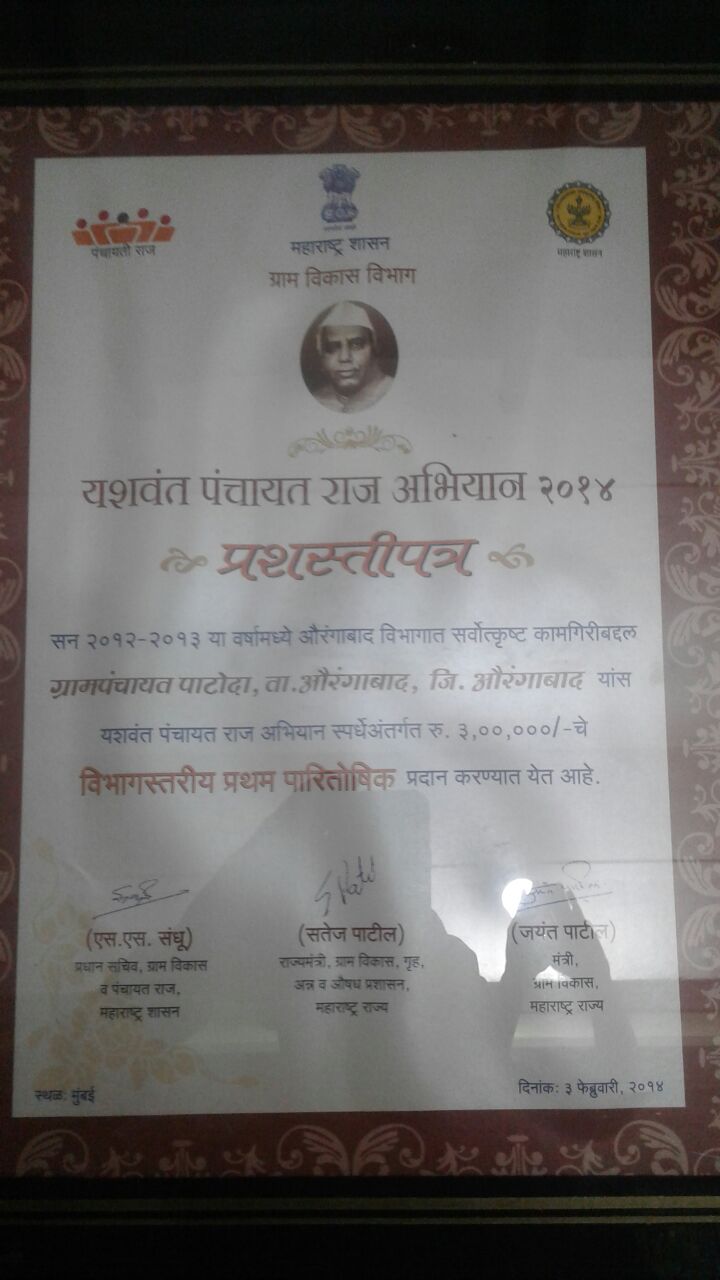 पंचायती राज
महाराष्ट्र शासन
महाराष्ट्र शासन
ग्राम विकास विभाग
यशवंत पंचायत राज अभियान २०१४
प्रशस्तीपत्र
सन २०१२-२०१३ या वर्षामध्ये औरंगाबाद विभागात सर्वोत्कृष्ट कामगिरीबद्दल
ग्रामपंचायत पाटोदा, ता.औरंगाबाद, जि. औरंगाबाद यांस
यशवंत पंचायत राज अभियान स्पर्धेअंतर्गत रु. ३,००,०००/-चे
विभागस्तरीय प्रथम पारितोषिक प्रदान करण्यात येत आहे.
(एस.एस. संधू)
प्रधान सचिव, ग्राम विकास
व पंचायत राज,
महाराष्ट्र शासन
(सतेज पाटील)
राज्यमंत्री, ग्राम विकास, गृह,
अन्न व औषध प्रशासन,
महाराष्ट्र राज्य
(जयंत पाटील)
मंत्री,
ग्राम विकास,
महाराष्ट्र राज्य
स्थळ: मुंबई
दिनांक: ३ फेब्रुवारी, २०१४